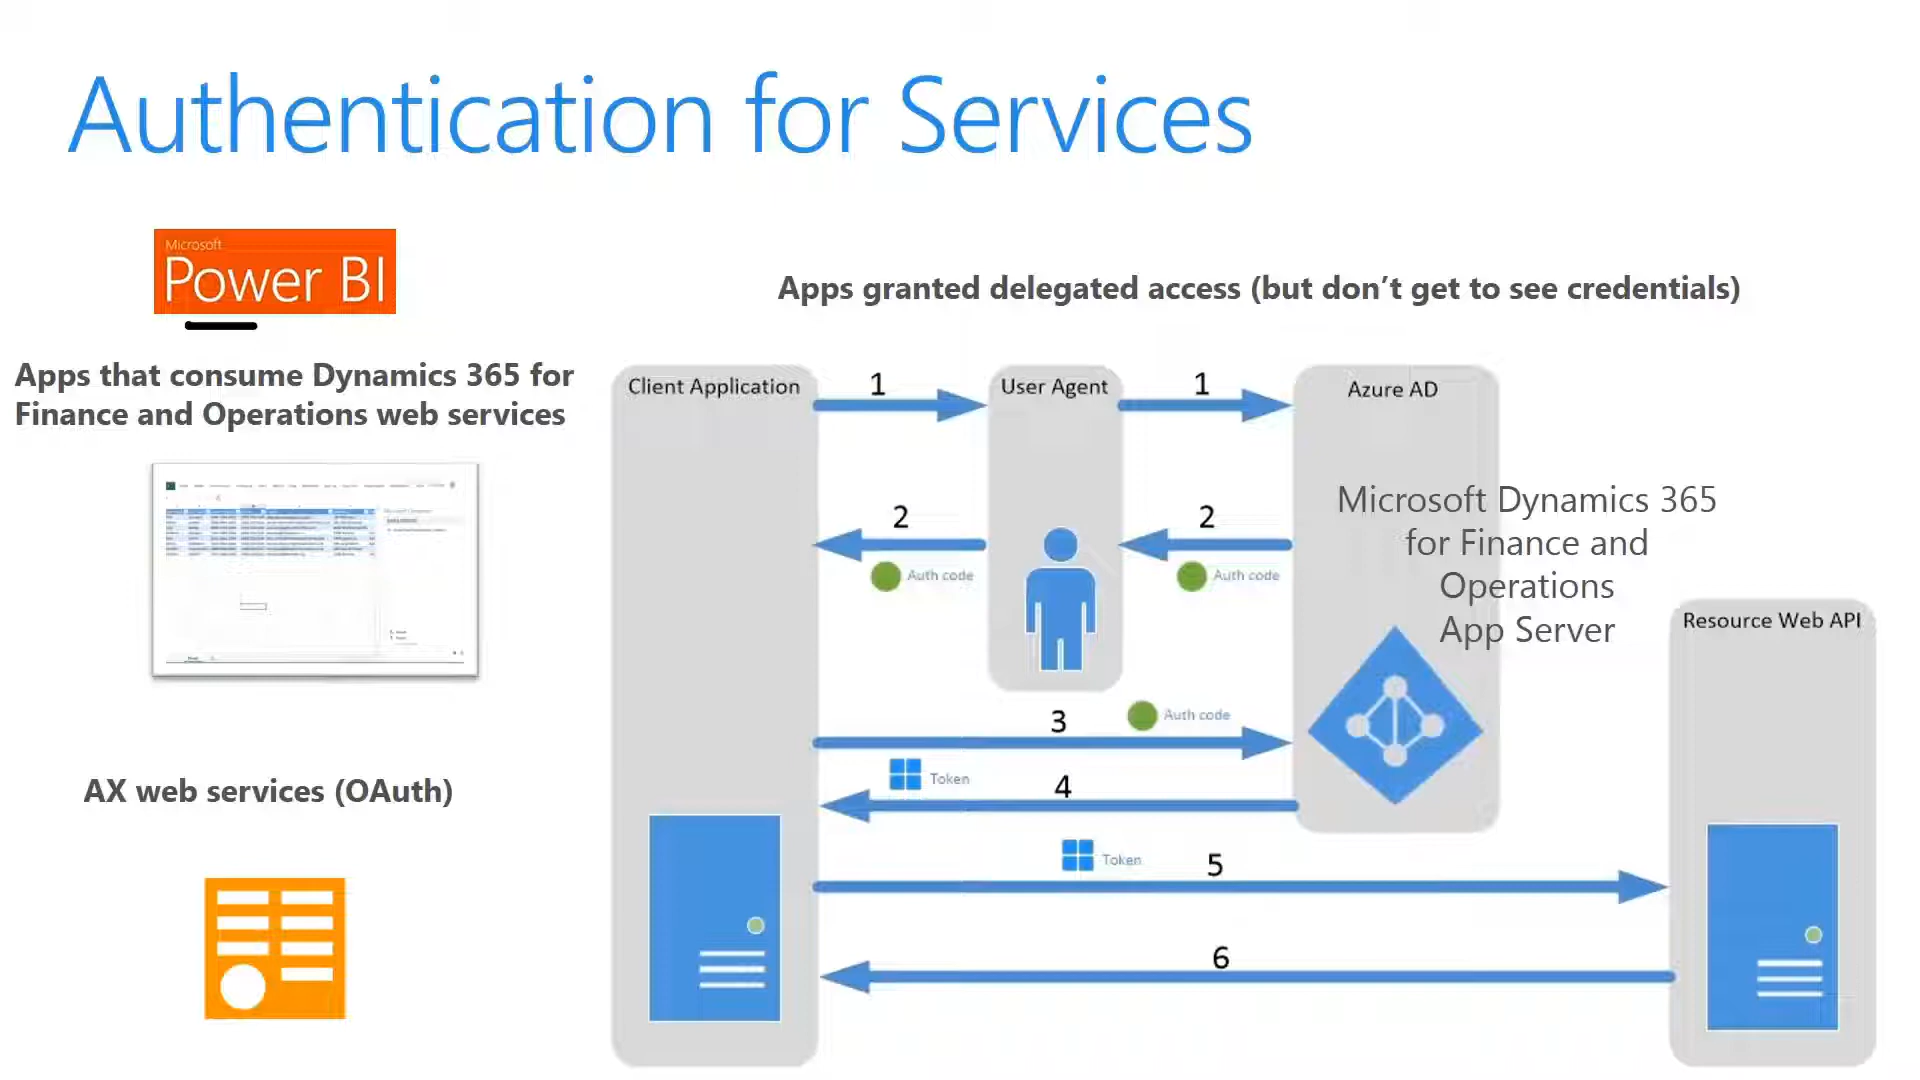 Authentication for Services
Microsoft
Power BI
Apps that consume Dynamics 365 for
Finance and Operations web services
AX web services (OAuth)
Apps granted delegated access (but don’t get to see credentials)
Client Application
1
User Agent
1
Azure AD
2
Auth code
2
Auth code
Microsoft Dynamics 365
for Finance and
Operations
App Server
Resource Web API
3
Auth code
Token
4
Token
5
6